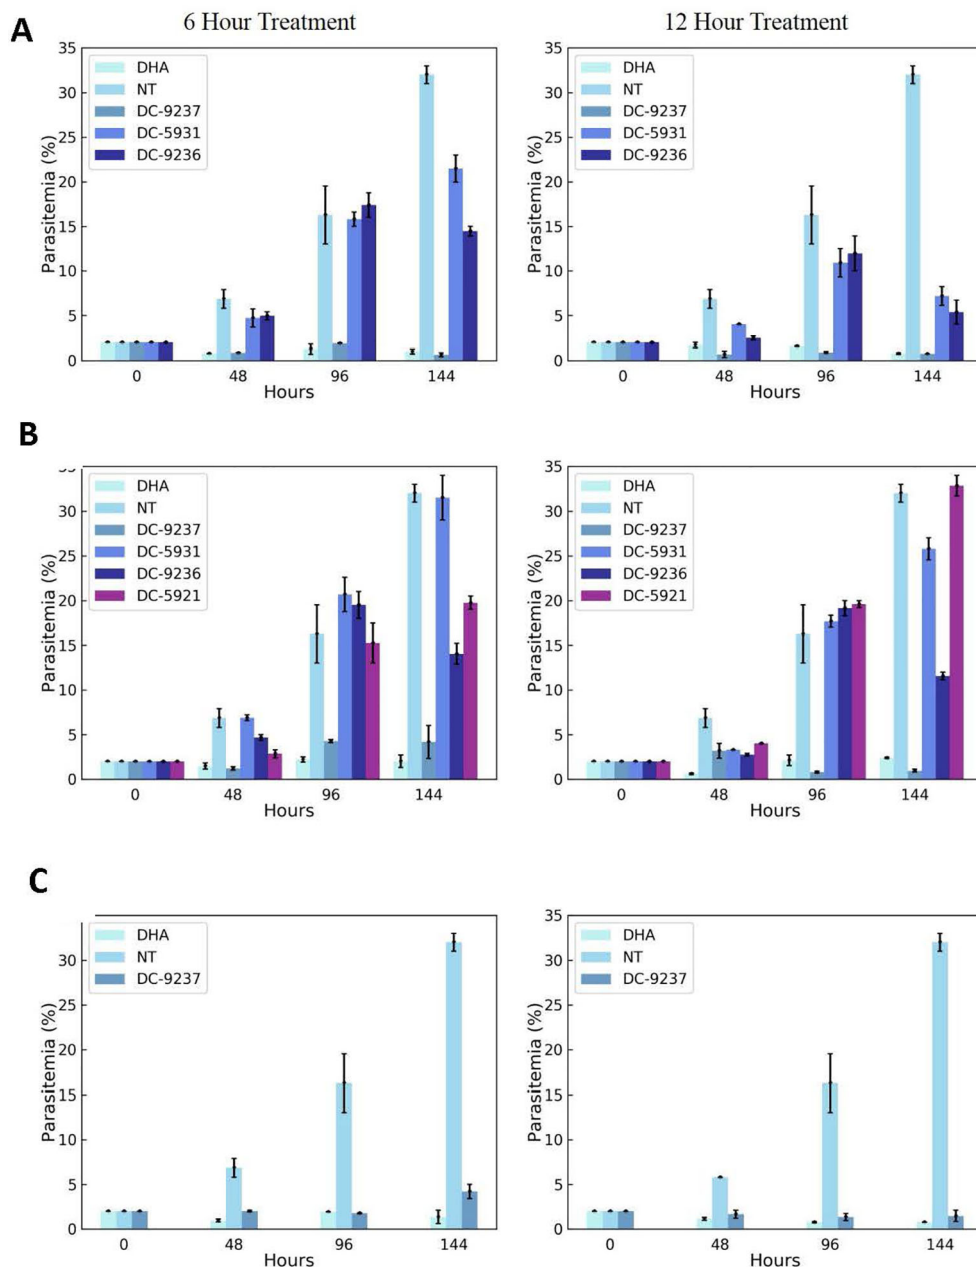 6 Hour Treatment
12 Hour Treatment
A
35
30
25
20
15
10
5
0
Parasitemia (%)
DHA
NT
DC-9237
DC-5931
DC-9236
0 48 96 144
Hours
35
30
25
20
15
10
5
0
Parasitemia (%)
DHA
NT
DC-9237
DC-5931
DC-9236
0 48 96 144
Hours
B
35
30
25
20
15
10
5
0
Parasitemia (%)
DHA
NT
DC-9237
DC-5931
DC-9236
DC-5921
0 48 96 144
Hours
35
30
25
20
15
10
5
0
Parasitemia (%)
DHA
NT
DC-9237
DC-5931
DC-9236
DC-5921
0 48 96 144
Hours
C
30
25
20
15
10
5
0
Parasitemia (%)
DHA
NT
DC-9237
0 48 96 144
Hours
35
30
25
20
15
10
5
0
Parasitemia (%)
DHA
NT
DC-9237
0 48 96 144
Hours